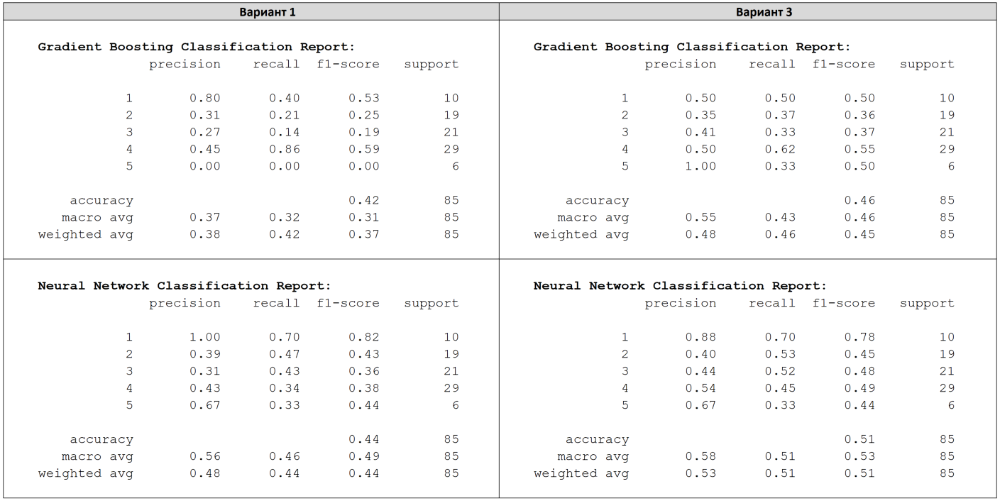 Вариант 1
Вариант 3
Gradient Boosting Classification Report:
precision recall f1-score support
1 0.80 0.40 0.53 10
2 0.31 0.21 0.25 19
3 0.27 0.14 0.19 21
4 0.45 0.86 0.59 29
5 0.00 0.00 0.00 6
accuracy 0.42 85
macro avg 0.37 0.32 0.31 85
weighted avg 0.38 0.42 0.37 85
Gradient Boosting Classification Report:
precision recall f1-score support
1 0.50 0.50 0.50 10
2 0.35 0.37 0.36 19
3 0.41 0.33 0.37 21
4 0.50 0.62 0.55 29
5 1.00 0.33 0.50 6
accuracy 0.46 85
macro avg 0.55 0.43 0.46 85
weighted avg 0.48 0.46 0.45 85
Neural Network Classification Report:
precision recall f1-score support
1 1.00 0.70 0.82 10
2 0.39 0.47 0.43 19
3 0.31 0.43 0.36 21
4 0.43 0.34 0.38 29
5 0.67 0.33 0.44 6
accuracy 0.44 85
macro avg 0.56 0.46 0.49 85
weighted avg 0.48 0.44 0.44 85
Neural Network Classification Report:
precision recall f1-score support
1 0.88 0.70 0.78 10
2 0.40 0.53 0.45 19
3 0.44 0.52 0.48 21
4 0.54 0.45 0.49 29
5 0.67 0.33 0.44 6
accuracy 0.51 85
macro avg 0.58 0.51 0.53 85
weighted avg 0.53 0.51 0.51 85